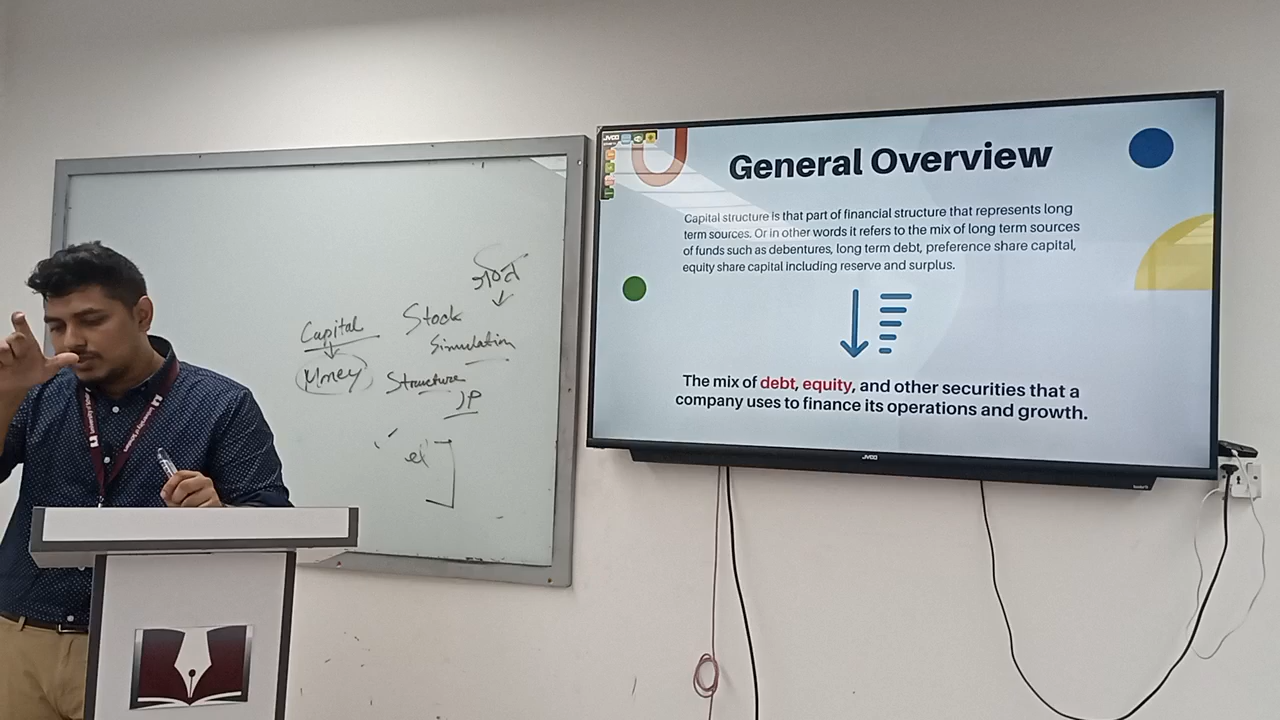 General Overview
Capital structure is that part of financial structure that represents long
term sources. Or in other words it refers to the mix of long term sources
of funds such as debentures, long term debt, preference share capital,
equity share capital including reserve and surplus.
The mix of debt, equity, and other securities that a
company uses to finance its operations and growth.
JVCO
গঠন
Capital
Stock
Simulation
Money
Structure